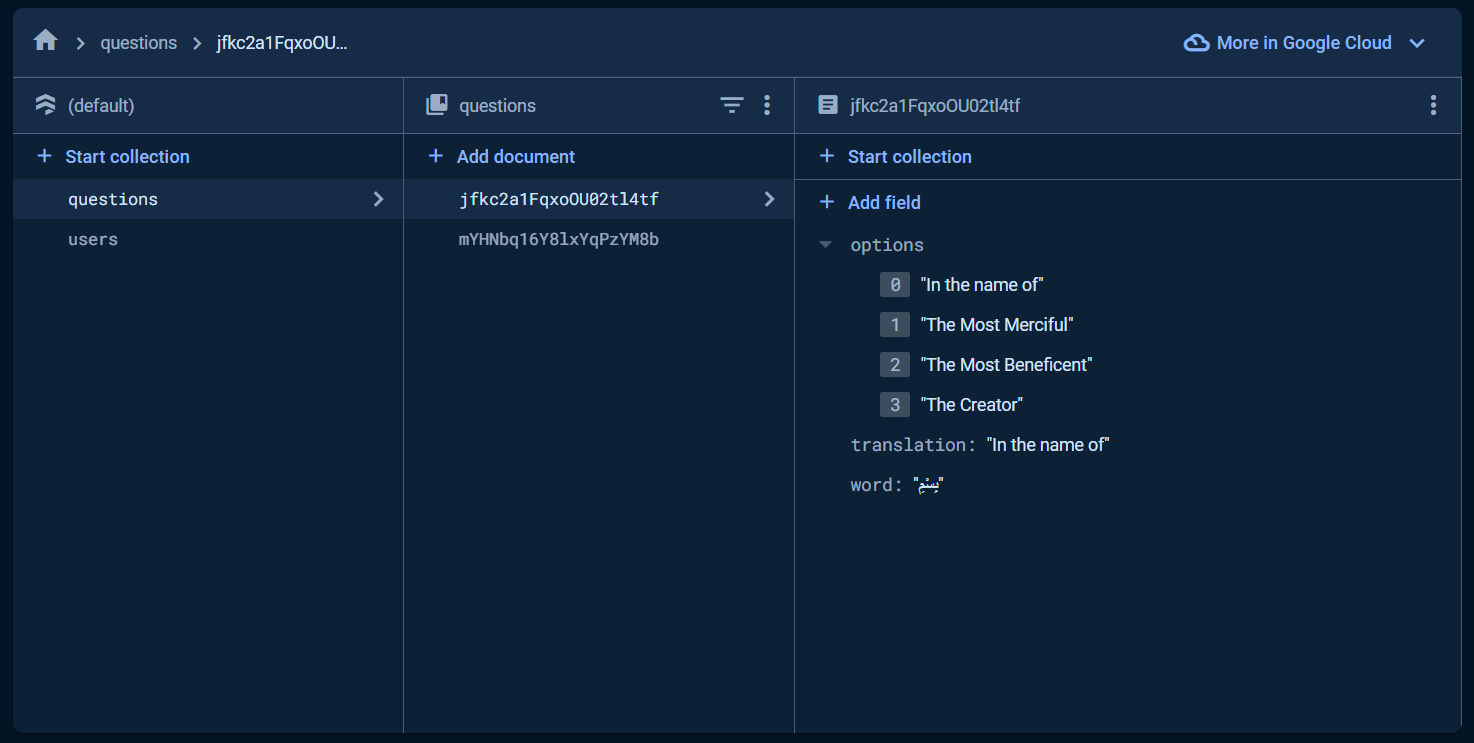 questions
jfkc2a1FqxoOU...
More in Google Cloud
(default)
questions
jfkc2a1FqxoOU02tl4tf
+ Start collection
+ Add document
+ Start collection
questions
jfkc2a1FqxoOU02tl4tf
+ Add field
users
mYHNbq16Y8lxYqPzYM8b
options
0 "In the name of"
1 "The Most Merciful"
2 "The Most Beneficent"
3 "The Creator"
translation: "In the name of"
word: "بِسْمِ"